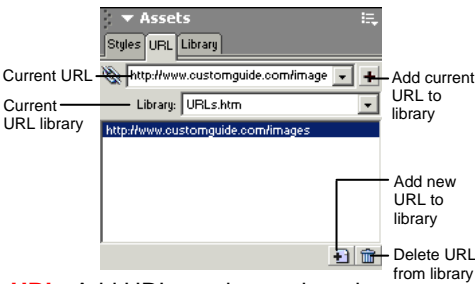 Assets
Styles URL Library
Current URL
http://www.customguide.com/image
Add current
URL to
library
Current
URL library
Library: URLs.htm
http://www.customguide.com/images
Add new
URL to
library
Delete URL
from library